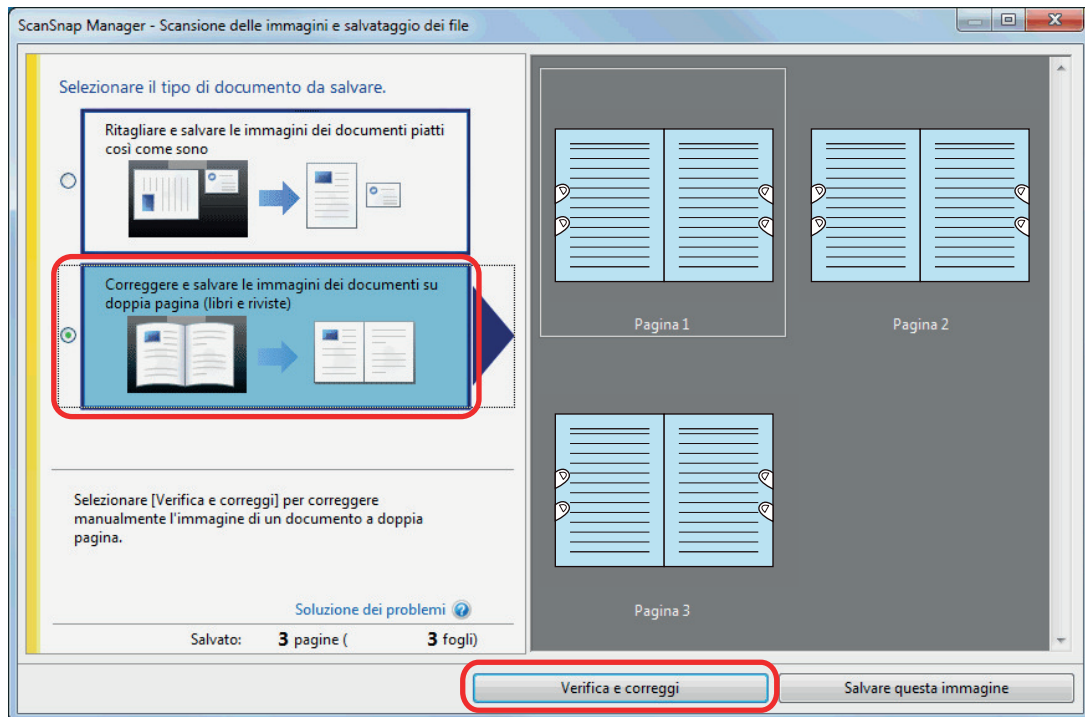 ScanSnap Manager - Scansione delle immagini e salvataggio dei file
Selezionare il tipo di documento da salvare.
Ritagliare e salvare le immagini dei documenti piatti
così come sono
Correggere e salvare le immagini dei documenti su
doppia pagina (libri e riviste)
Selezionare [Verifica e correggi] per correggere
manualmente l'immagine di un documento a doppia
pagina.
Soluzione dei problemi
Salvato: 3 pagine ( 3 fogli)
Pagina 1
Pagina 2
Pagina 3
Verifica e correggi
Salvare questa immagine